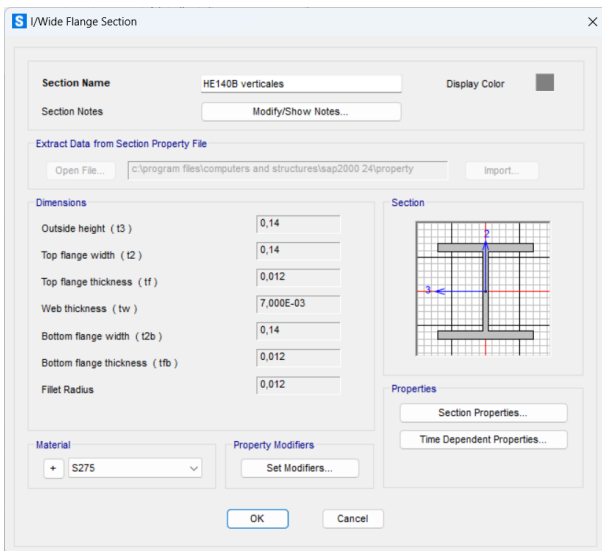 S I/Wide Flange Section
Section Name HE140B verticales Display Color
Section Notes Modify/Show Notes...
Extract Data from Section Property File
Open File... c:\program files\computers and structures\sap2000 24\property Import...
Dimensions
Outside height ( t3 ) 0,14
Top flange width ( t2 ) 0,14
Top flange thickness ( tf ) 0,012
Web thickness ( tw ) 7,000E-03
Bottom flange width ( t2b ) 0,14
Bottom flange thickness ( tfb ) 0,012
Fillet Radius 0,012
Section
2
3
Properties
Section Properties...
Time Dependent Properties...
Material
+ S275
Property Modifiers
Set Modifiers...
OK Cancel